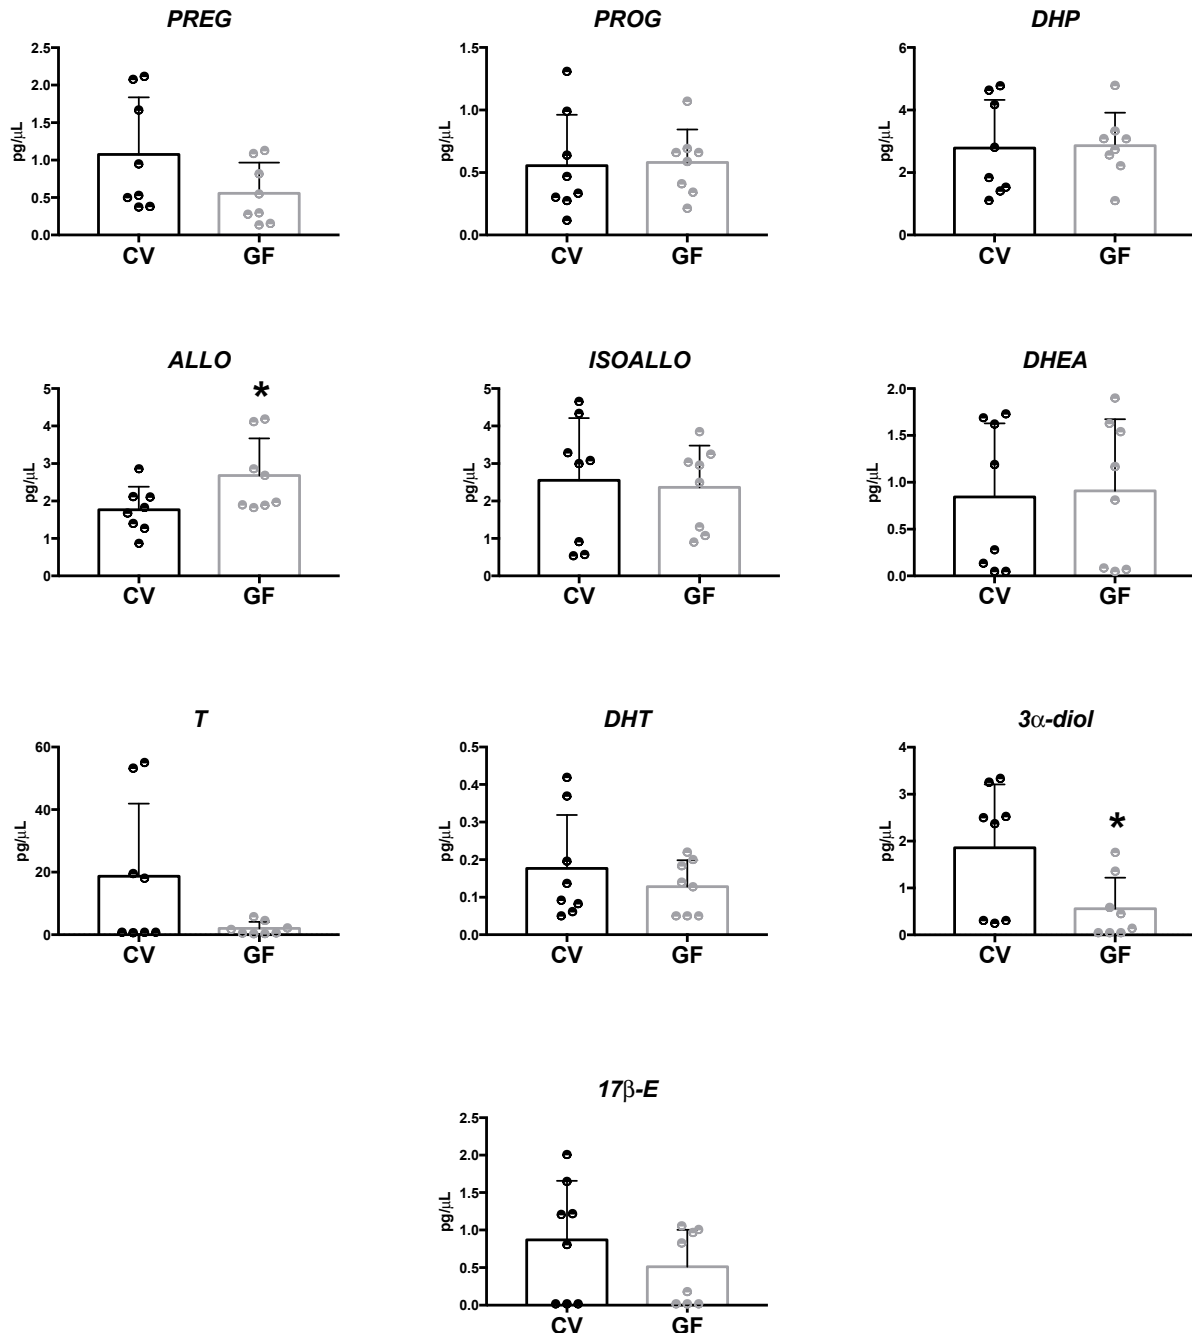 PREG
2.5
2.0
1.5
1.0
0.5
0.0
pg/μL
CV GF
PROG
1.5
1.0
0.5
0.0
pg/μL
CV GF
DHP
6
4
2
0
pg/μL
CV GF
ALLO
5
4
3
2
1
0
pg/μL
*
CV GF
ISOALLO
5
4
3
2
1
0
pg/μL
CV GF
DHEA
2.0
1.5
1.0
0.5
0.0
pg/μL
CV GF
T
60
40
20
0
pg/μL
CV GF
DHT
0.5
0.4
0.3
0.2
0.1
0.0
pg/μL
CV GF
3α-diol
4
3
2
1
0
pg/μL
*
CV GF
17β-E
2.5
2.0
1.5
1.0
0.5
0.0
pg/μL
CV GF